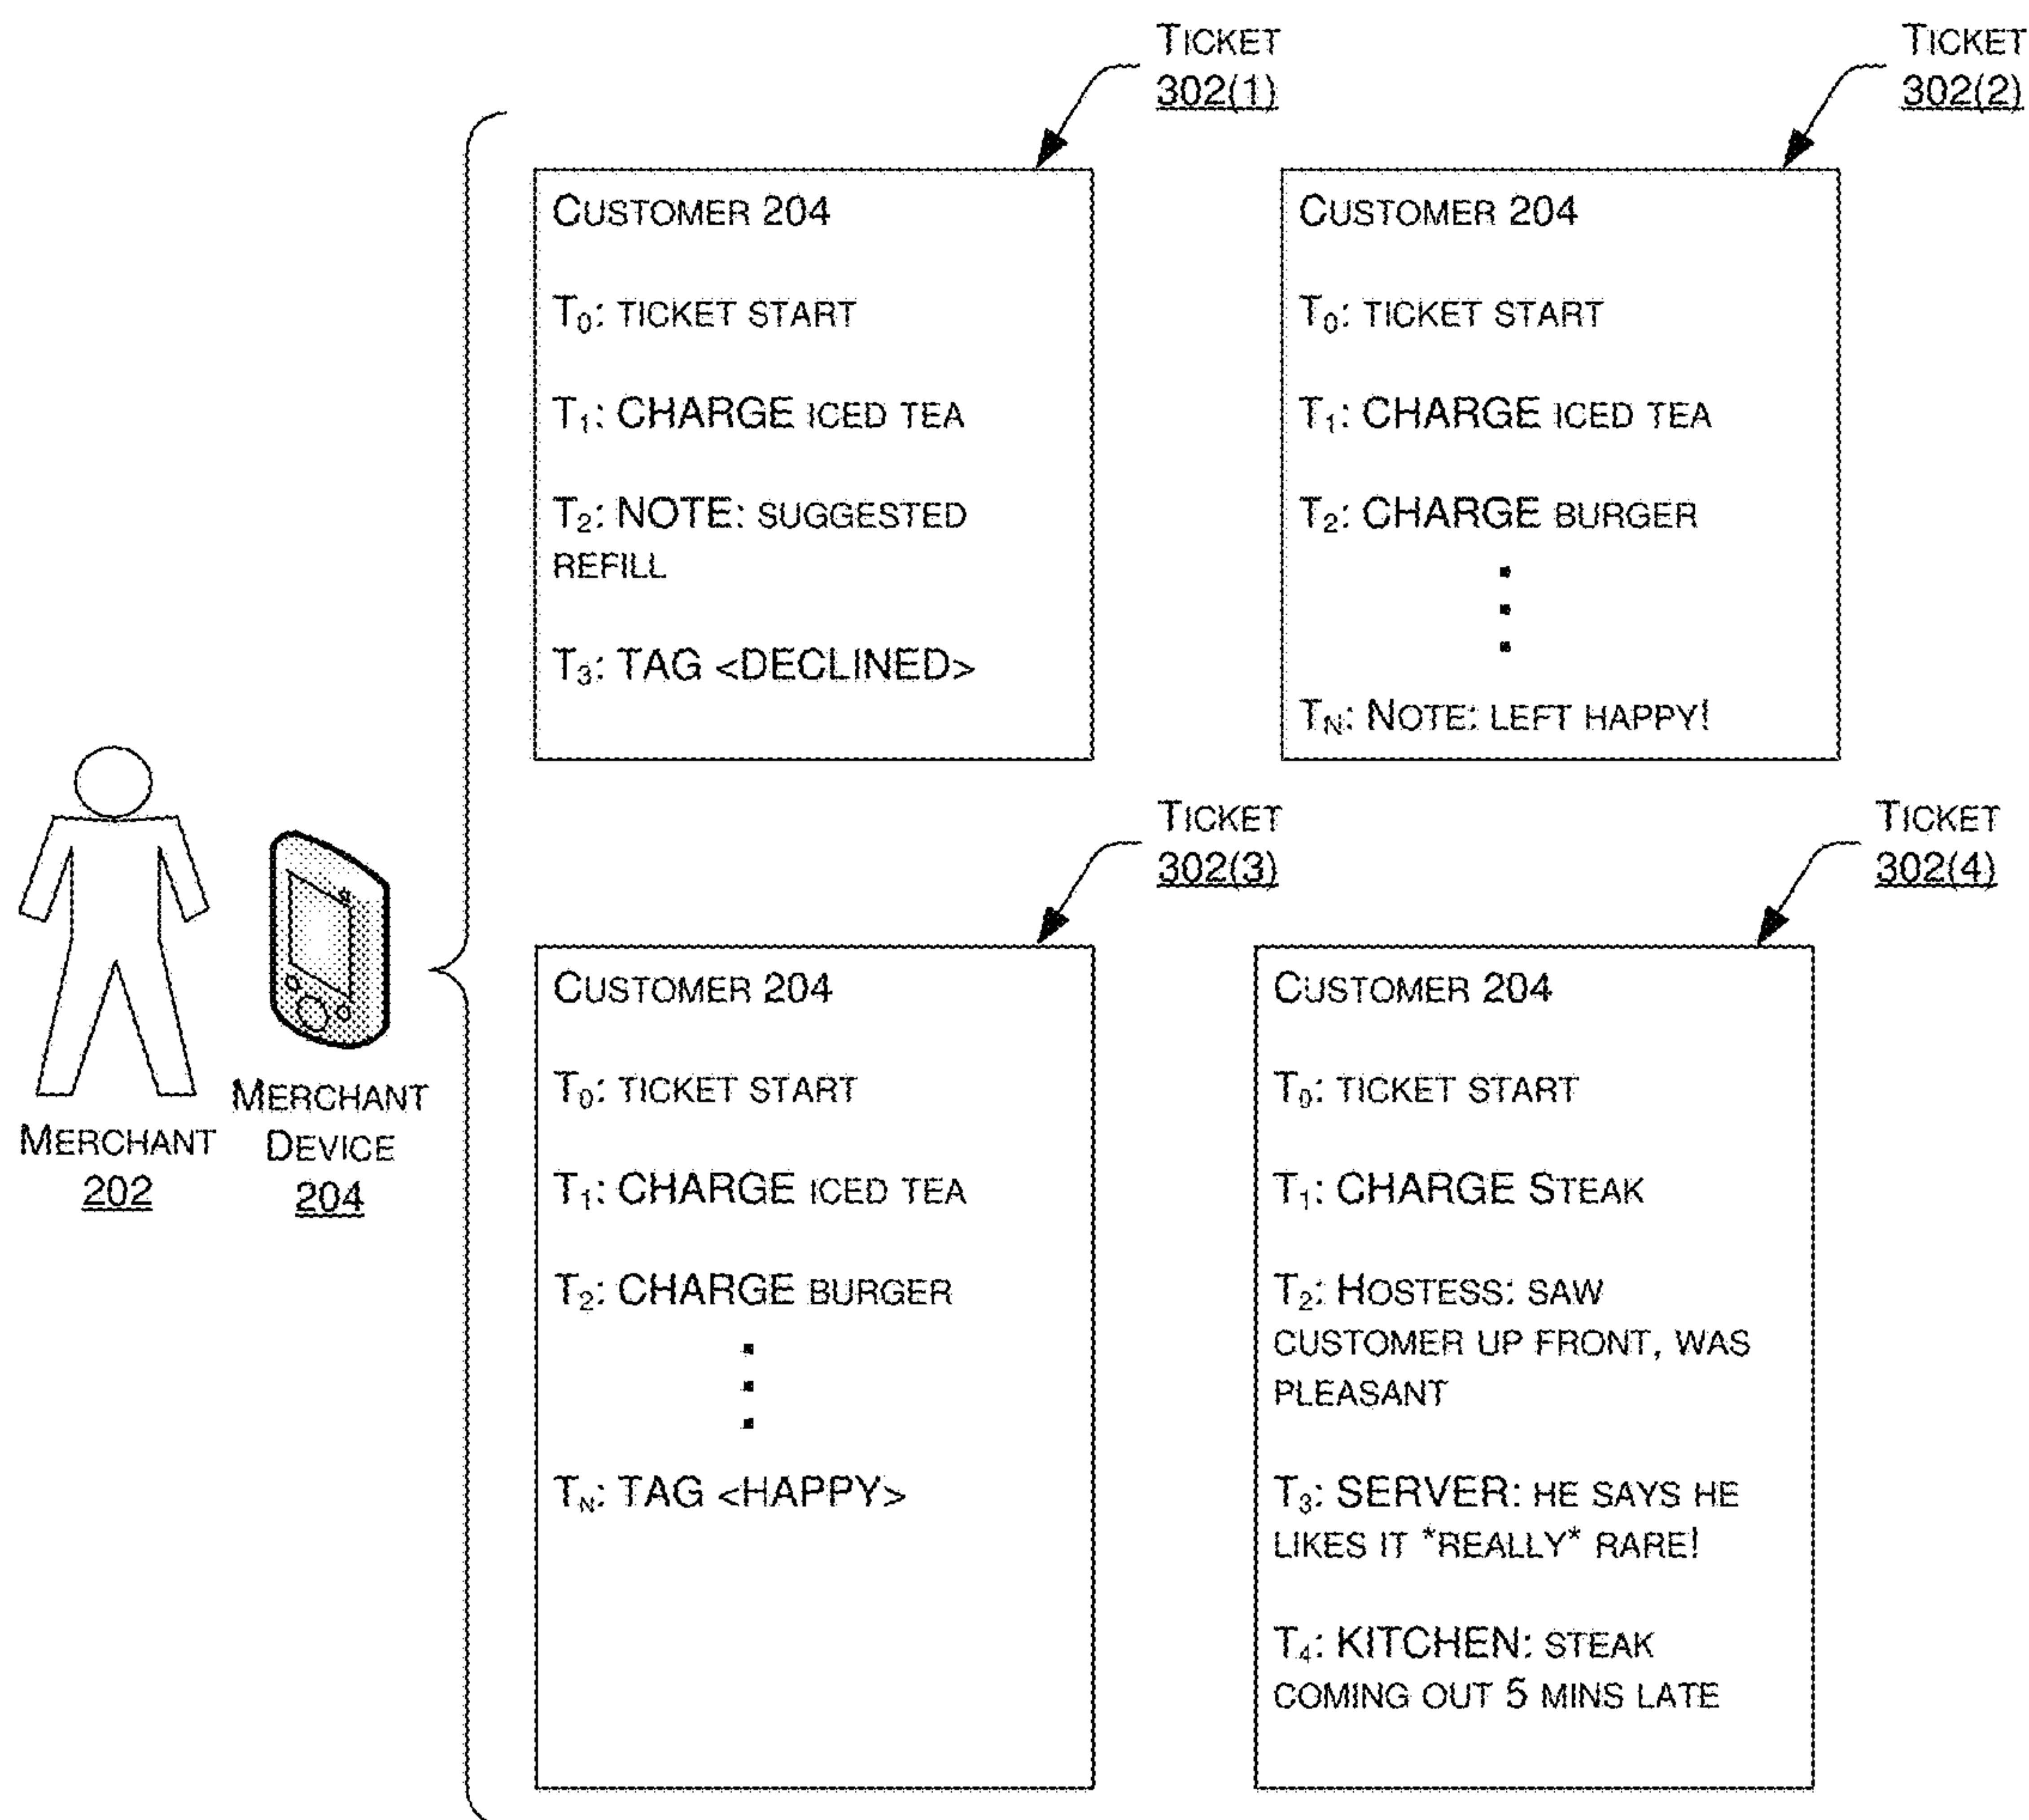 TICKET
302(1)
TICKET
302(2)
CUSTOMER 204
T0: TICKET START
T1: CHARGE ICED TEA
T2: NOTE: SUGGESTED
REFILL
T3: TAG <DECLINED>
CUSTOMER 204
T0: TICKET START
T1: CHARGE ICED TEA
T2: CHARGE BURGER
TN: NOTE: LEFT HAPPY!
MERCHANT
202
MERCHANT
DEVICE
204
TICKET
302(3)
TICKET
302(4)
CUSTOMER 204
T0: TICKET START
T1: CHARGE ICED TEA
T2: CHARGE BURGER
TN: TAG <HAPPY>
CUSTOMER 204
T0: TICKET START
T1: CHARGE STEAK
T2: HOSTESS: SAW
CUSTOMER UP FRONT, WAS
PLEASANT
T3: SERVER: HE SAYS HE
LIKES IT *REALLY* RARE!
T4: KITCHEN: STEAK
COMING OUT 5 MINS LATE